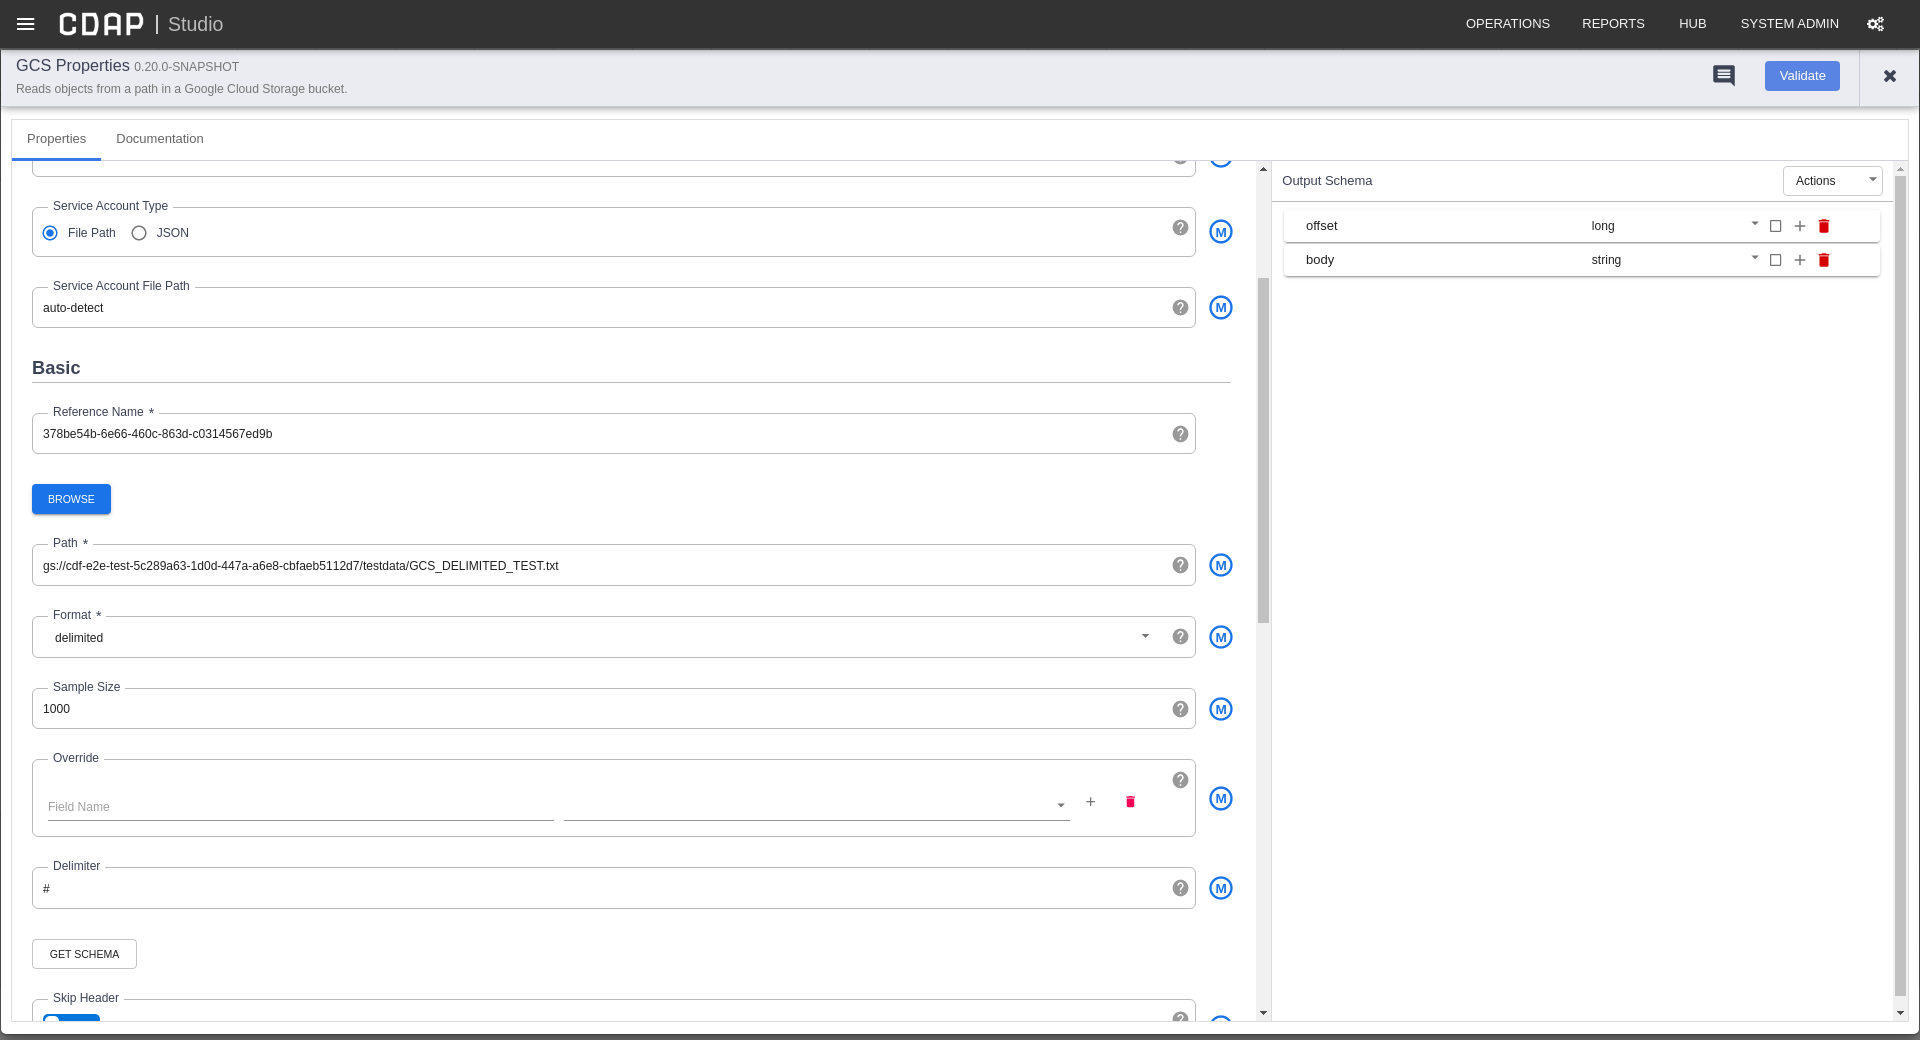 CDAP | Studio
OPERATIONS REPORTS HUB SYSTEM ADMIN
GCS Properties 0.20.0-SNAPSHOT
Reads objects from a path in a Google Cloud Storage bucket.
Validate
Properties Documentation
Service Account Type
File Path JSON
M
Service Account File Path
auto-detect
M
Basic
Reference Name *
378be54b-6e66-460c-863d-c0314567ed9b
BROWSE
Path *
gs://cdf-e2e-test-5c289a63-1d0d-447a-a6e8-cbfaeb5112d7/testdata/GCS_DELIMITED_TEST.txt
M
Format *
delimited
M
Sample Size
1000
M
Override
Field Name
M
Delimiter
#
M
GET SCHEMA
Skip Header
Output Schema
Actions
offset long
body string